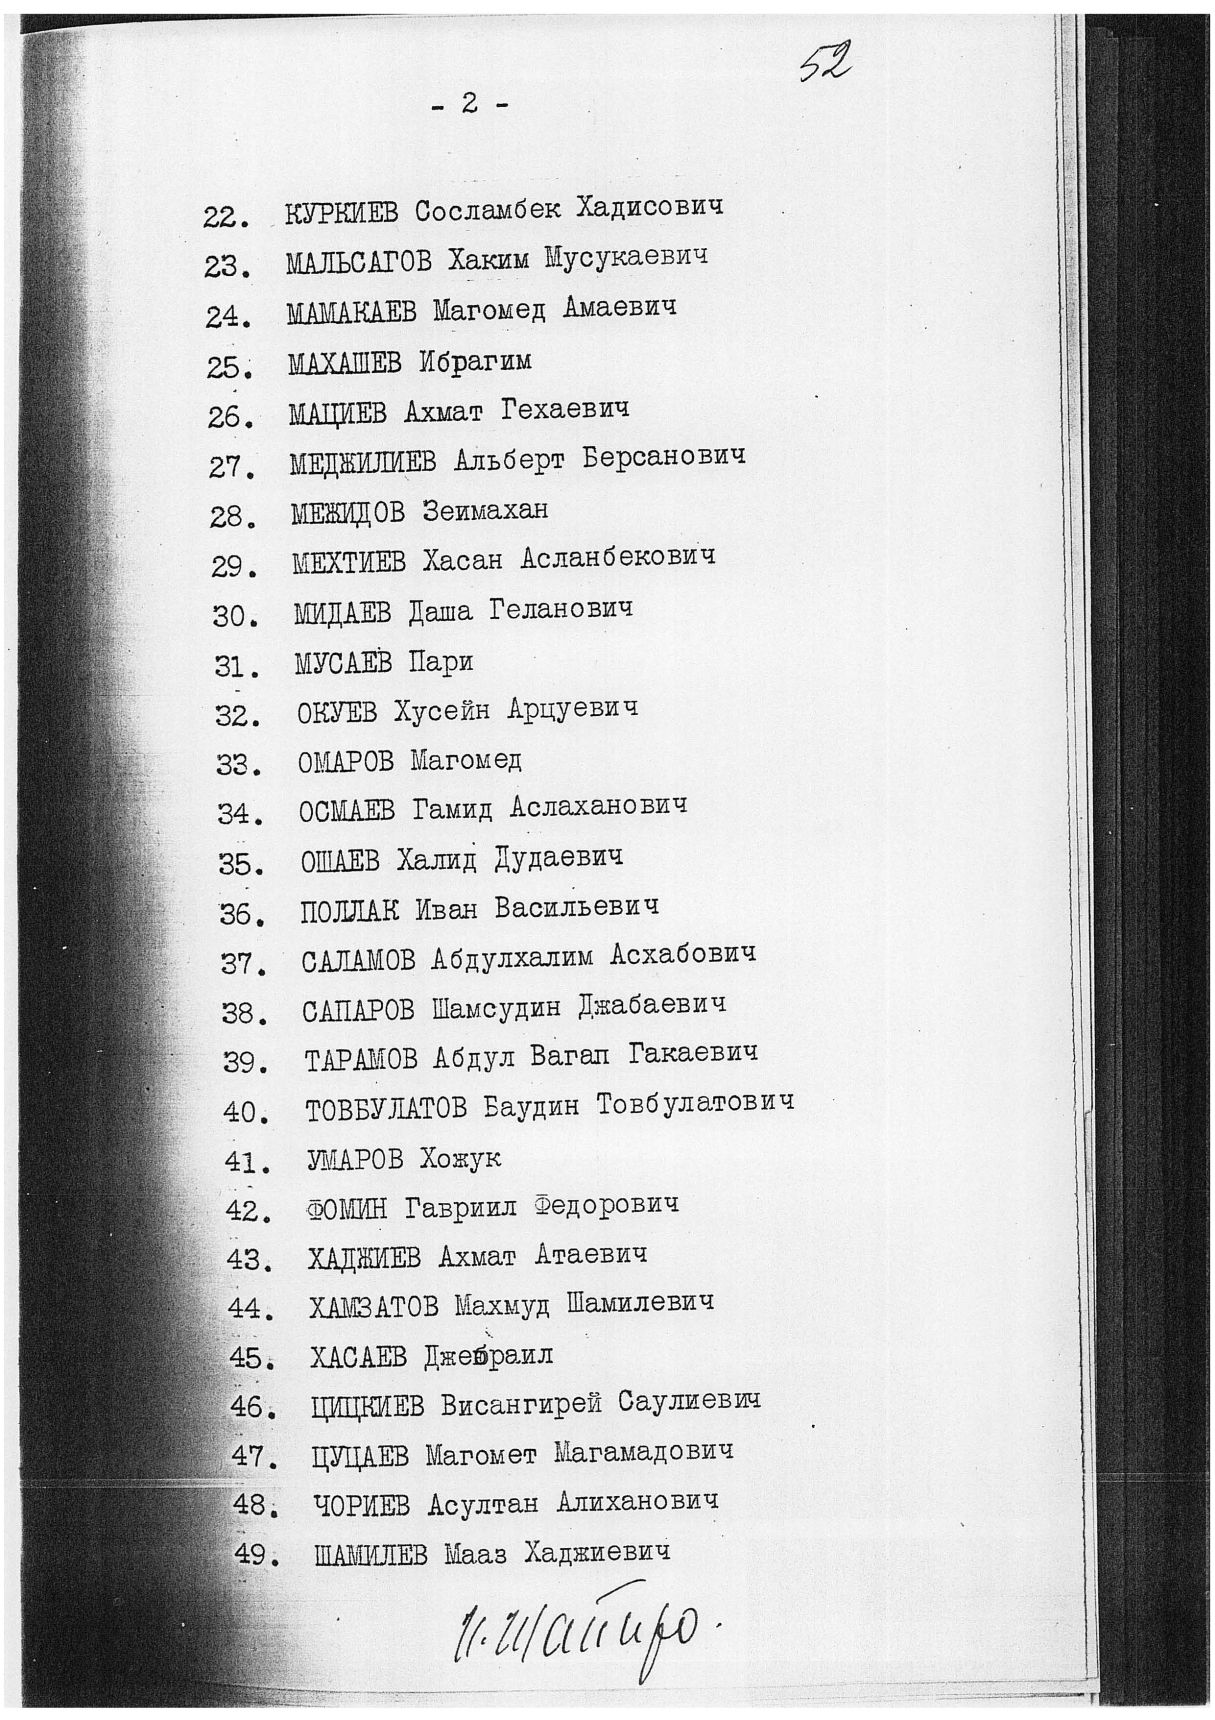 52
- 2 -
22. КУРКИЕВ Сосламбек Хадисович
23. МАЛЬСАГОВ Хаким Мусукаевич
24. МАМАКАЕВ Магомед Амаевич
25. МАХАШЕВ Ибрагим
26. МАЦИЕВ Ахмат Гехаевич
27. МЕДЖИЛИЕВ Альберт Берсанович
28. МЕЖИДОВ Зеимахан
29. МЕХТИЕВ Хасан Асланбекович
30. МИДАЕВ Даша Геланович
31. МУСАЕВ Пари
32. ОКУЕВ Хусейн Арцуевич
33. ОМАРОВ Магомед
34. ОСМАЕВ Гамид Аслаханович
35. ОШАЕВ Халид Дудаевич
36. ПОЛЛАК Иван Васильевич
37. САЛАМОВ Абдулхалим Асхабович
38. САПАРОВ Шамсудин Джабаевич
39. ТАРАМОВ Абдул Вагап Гакаевич
40. ТОВБУЛАТОВ Баудин Товбулатович
41. УМАРОВ Хожук
42. ФОМИН Гавриил Федорович
43. ХАДЖИЕВ Ахмат Атаевич
44. ХАМЗАТОВ Махмуд Шамилевич
45. ХАСАЕВ Джебраил
46. ЦИЦКИЕВ Висангирей Саулиевич
47. ЦУЦАЕВ Магомет Магамадович
48. ЧОРИЕВ Асултан Алиханович
49. ШАМИЛЕВ Мааз Хаджиевич
И. Шапиро.